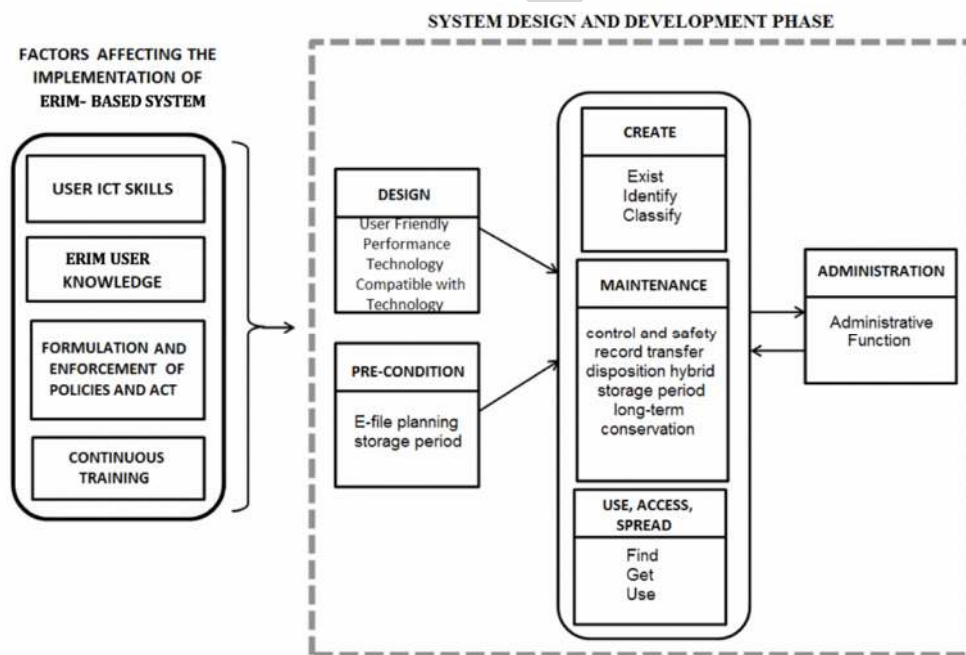 SYSTEM DESIGN AND DEVELOPMENT PHASE
FACTORS AFFECTING THE
IMPLEMENTATION OF
ERIM- BASED SYSTEM
USER ICT SKILLS
ERIM USER
KNOWLEDGE
FORMULATION AND
ENFORCEMENT OF
POLICIES AND ACT
CONTINUOUS
TRAINING
DESIGN
User Friendly
Performance
Technology
Compatible with
Technology
PRE-CONDITION
E-file planning
storage period
CREATE
Exist
Identify
Classify
MAINTENANCE
control and safety
record transfer
disposition hybrid
storage period
long-term
conservation
USE, ACCESS,
SPREAD
Find
Get
Use
ADMINISTRATION
Administrative
Function